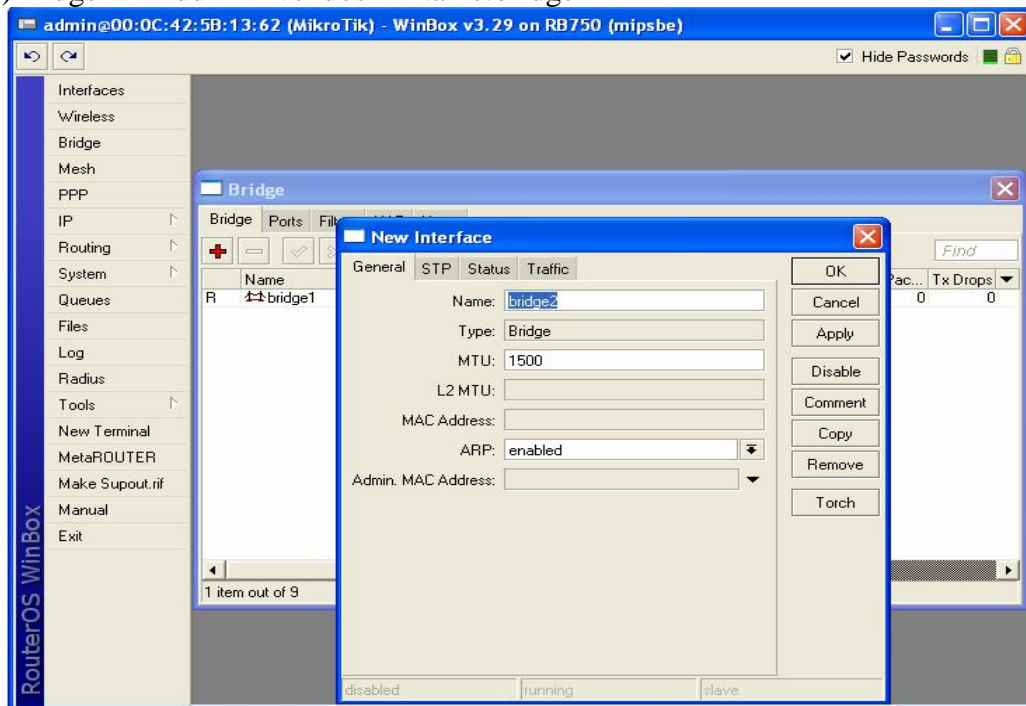 admin@00:0C:42:5B:13:62 (MikroTik) - WinBox v3.29 on RB750 (mipsbe)
Hide Passwords
Interfaces
Wireless
Bridge
Mesh
PPP
IP
Routing
System
Queues
Files
Log
Radius
Tools
New Terminal
MetaROUTER
Make Supout.rif
Manual
Exit
RouterOS WinBox
Bridge
Bridge Ports
Find
Name Tx Drops
R bridge1 0 0
1 item out of 9
New Interface
General STP Status Traffic
Name: bridge2
Type: Bridge
MTU: 1500
L2 MTU:
MAC Address:
ARP: enabled
Admin. MAC Address:
OK
Cancel
Apply
Disable
Comment
Copy
Remove
Torch
disabled running slave